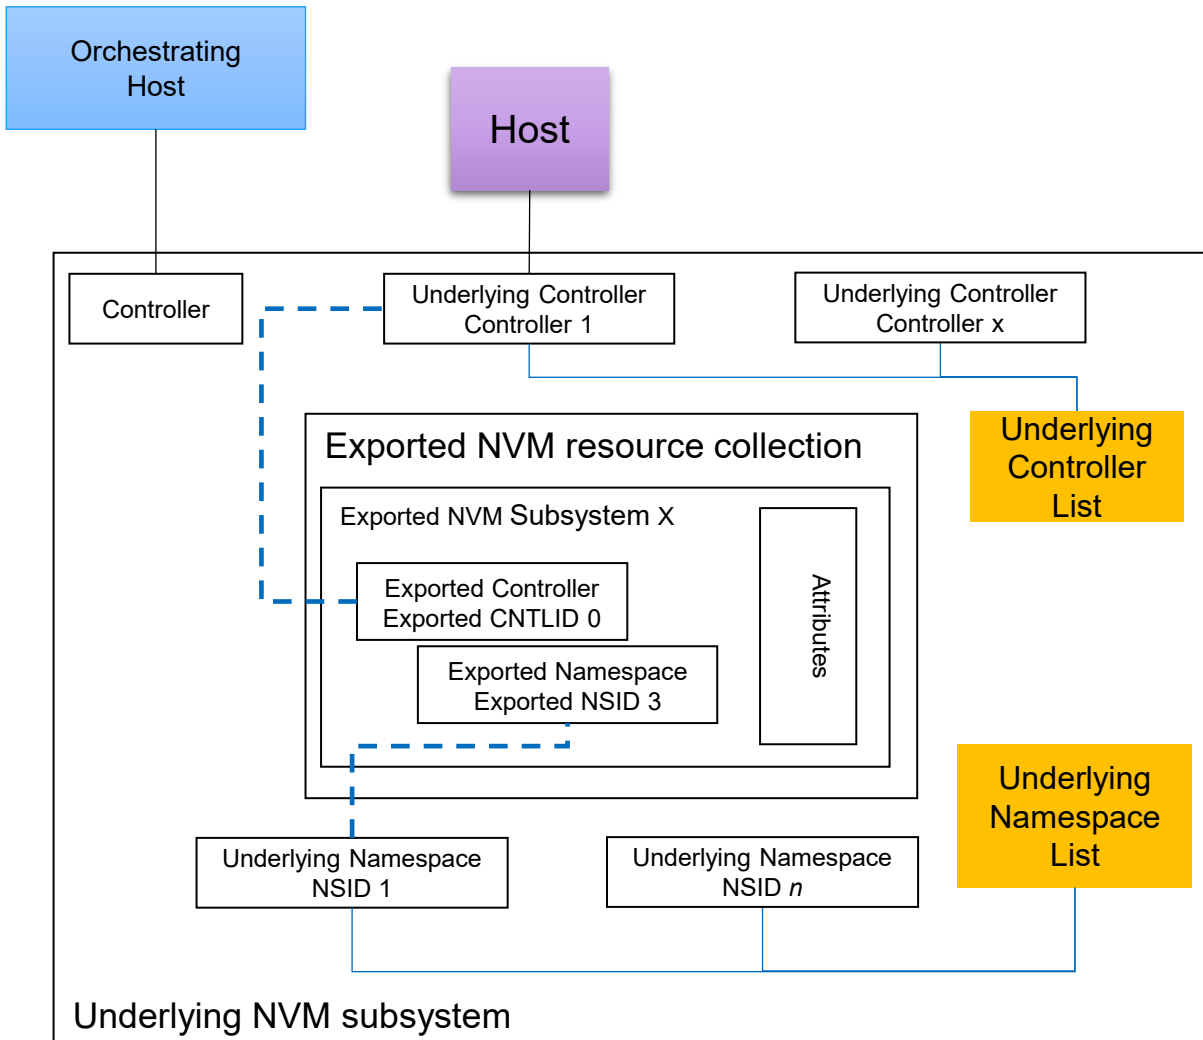 Orchestrating
Host
Host
Controller
Underlying Controller
Controller 1
Underlying Controller
Controller x
Underlying
Controller
List
Exported NVM resource collection
Exported NVM Subsystem X
Exported Controller
Exported CNTLID 0
Exported Namespace
Exported NSID 3
Attributes
Underlying
Namespace
List
Underlying Namespace
NSID 1
Underlying Namespace
NSID n
Underlying NVM subsystem